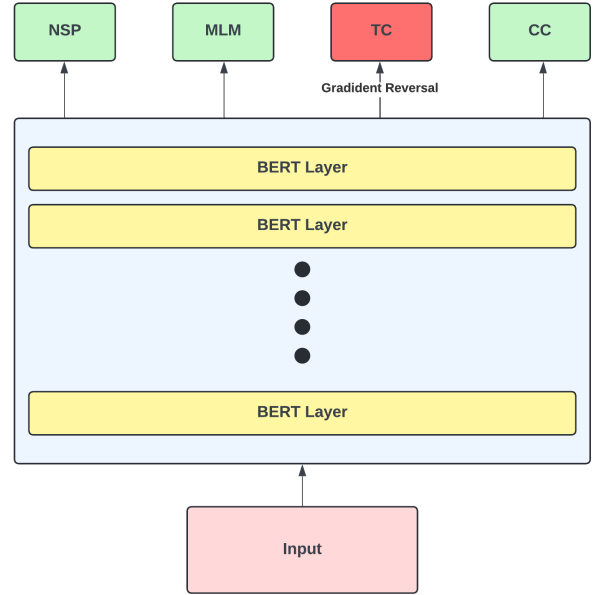 NSP
MLM
TC
CC
Gradident Reversal
BERT Layer
BERT Layer
BERT Layer
Input